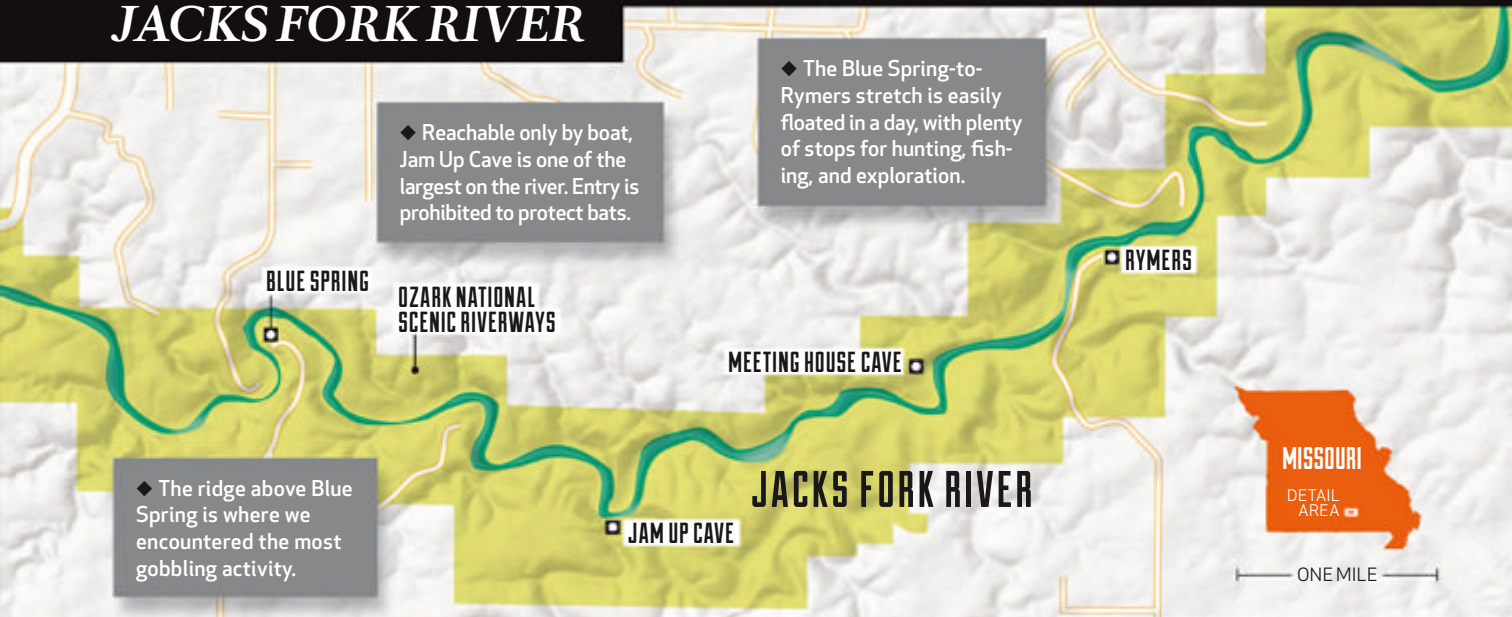 JACKS FORK RIVER
◆ The Blue Spring-to-
Rymers stretch is easily
floated in a day, with plenty
of stops for hunting, fish-
ing, and exploration.
◆ Reachable only by boat,
Jam Up Cave is one of the
largest on the river. Entry is
prohibited to protect bats.
BLUE SPRING
OZARK NATIONAL
SCENIC RIVERWAYS
RYMERS
MEETING HOUSE CAVE
◆ The ridge above Blue
Spring is where we
encountered the most
gobbling activity.
JAM UP CAVE
JACKS FORK RIVER
MISSOURI
DETAIL
AREA
ONE MILE